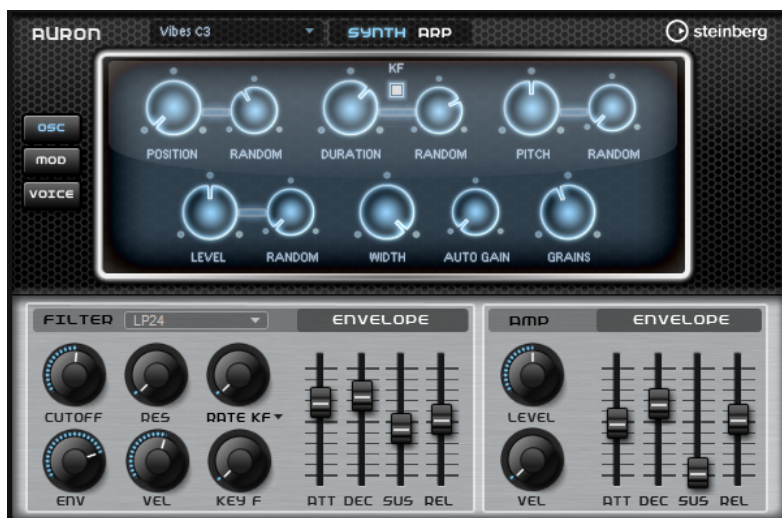 AURON
Vibes C3
SYNTH ARP
steinberg
KF
OSC
MOD
VOICE
POSITION RANDOM DURATION RANDOM PITCH RANDOM
LEVEL RANDOM WIDTH AUTO GAIN GRAINS
FILTER LP24 ENVELOPE
CUTOFF RES RATE KF
ENV VEL KEY F
ATT DEC SUS REL
AMP ENVELOPE
LEVEL
VEL
ATT DEC SUS REL